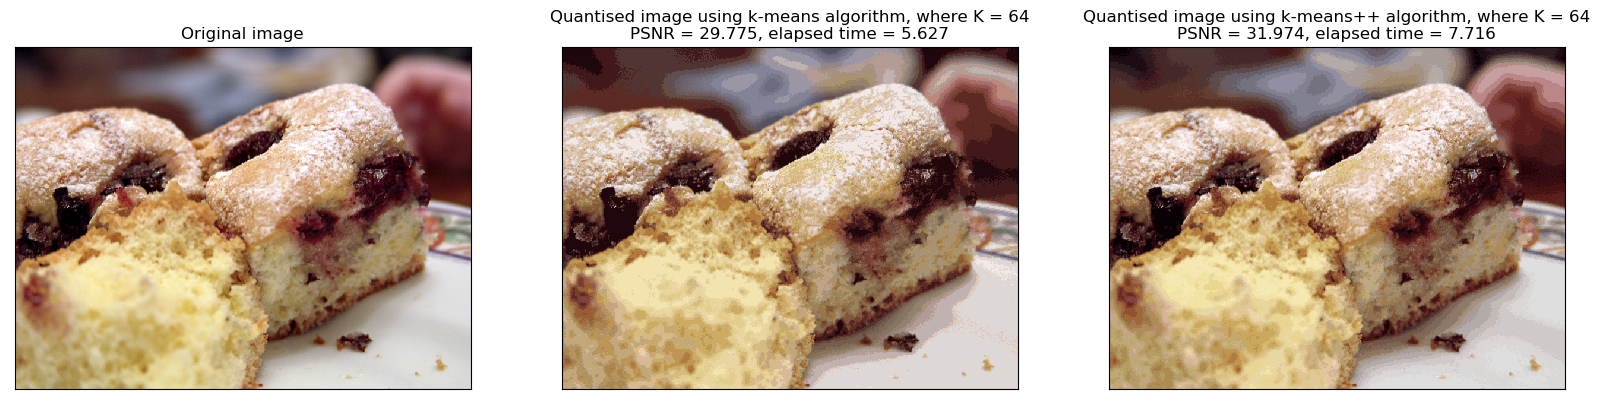 Original image
Quantised image using k-means algorithm, where K = 64
PSNR = 29.775, elapsed time = 5.627
Quantised image using k-means++ algorithm, where K = 64
PSNR = 31.974, elapsed time = 7.716